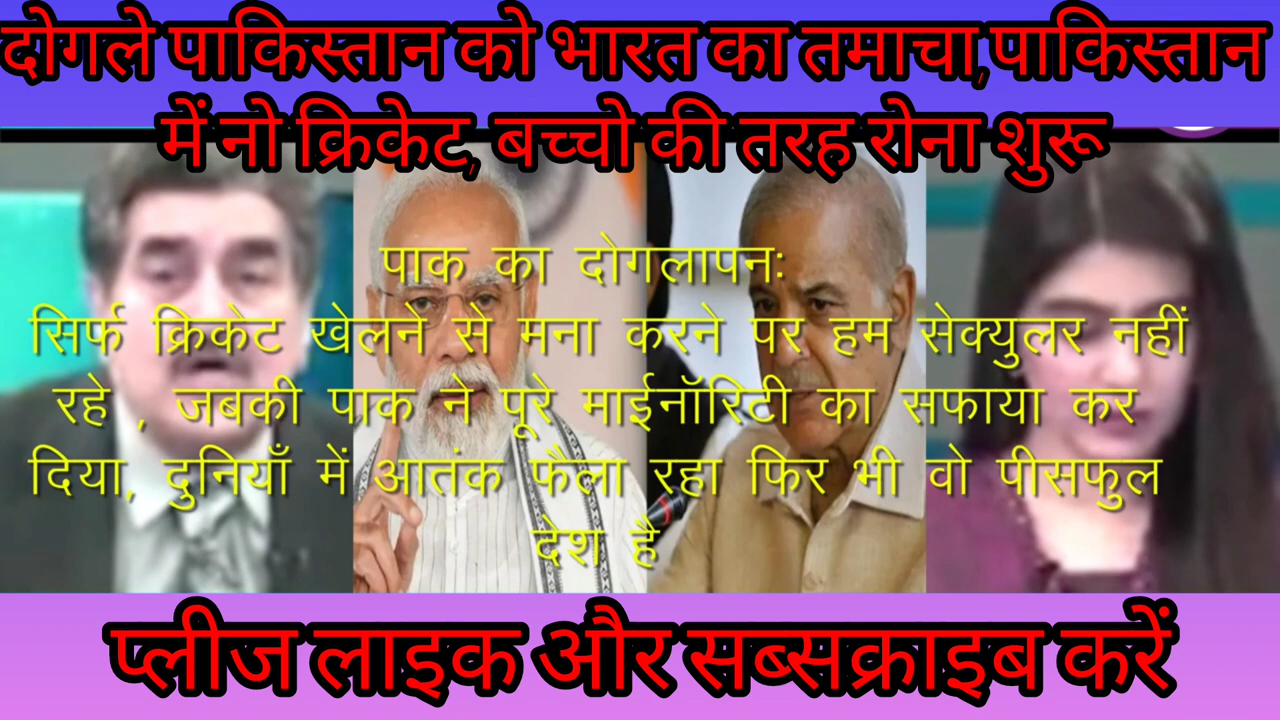 दोगले पाकिस्तान को भारत का तमाचा,पाकिस्तान
में नो क्रिकेट, बच्चो की तरह रोना शुरू
पाक का दोगलापनः
सिर्फ क्रिकेट खेलने से मना करने पर हम सेक्युलर नहीं
रहे , जबकी पाक ने पूरे माईनॉरिटी का सफाया कर
दिया, दुनियाँ में आतंक फैला रहा फिर भी वो पीसफुल
देश है
प्लीज लाइक और सब्सक्राइब करें